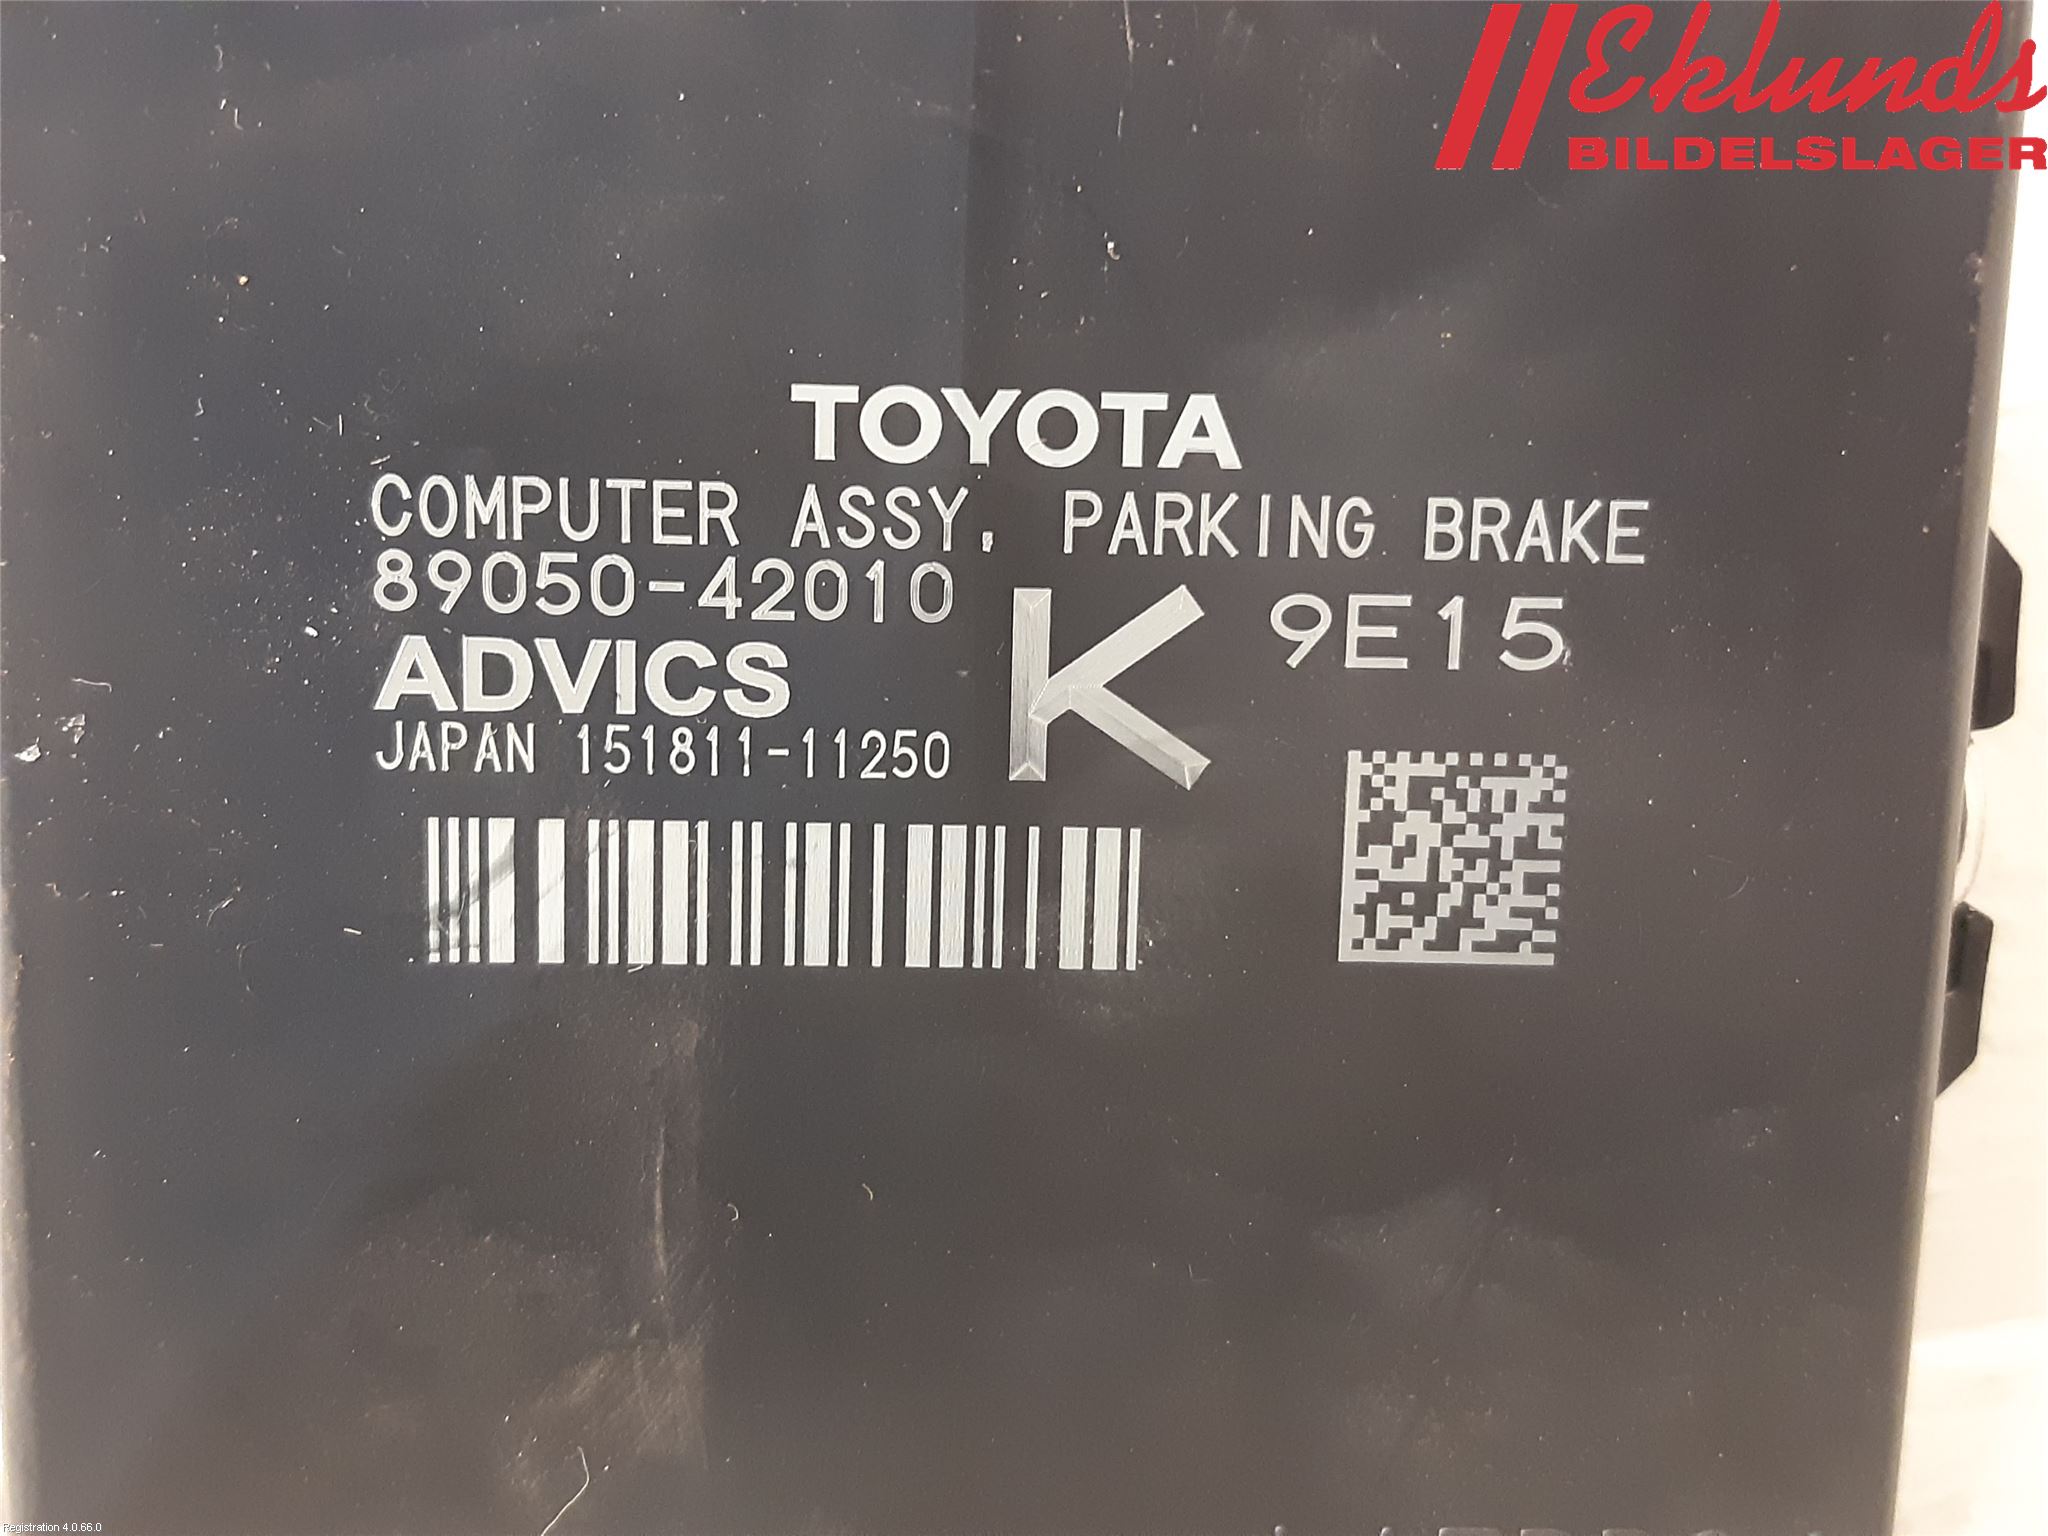 Eklunds
BILDELSLAGER
TOYOTA
COMPUTER ASSY, PARKING BRAKE
89050-42010
K 9E15
ADVICS
JAPAN 151811-11250
Registration 4.0.66.0